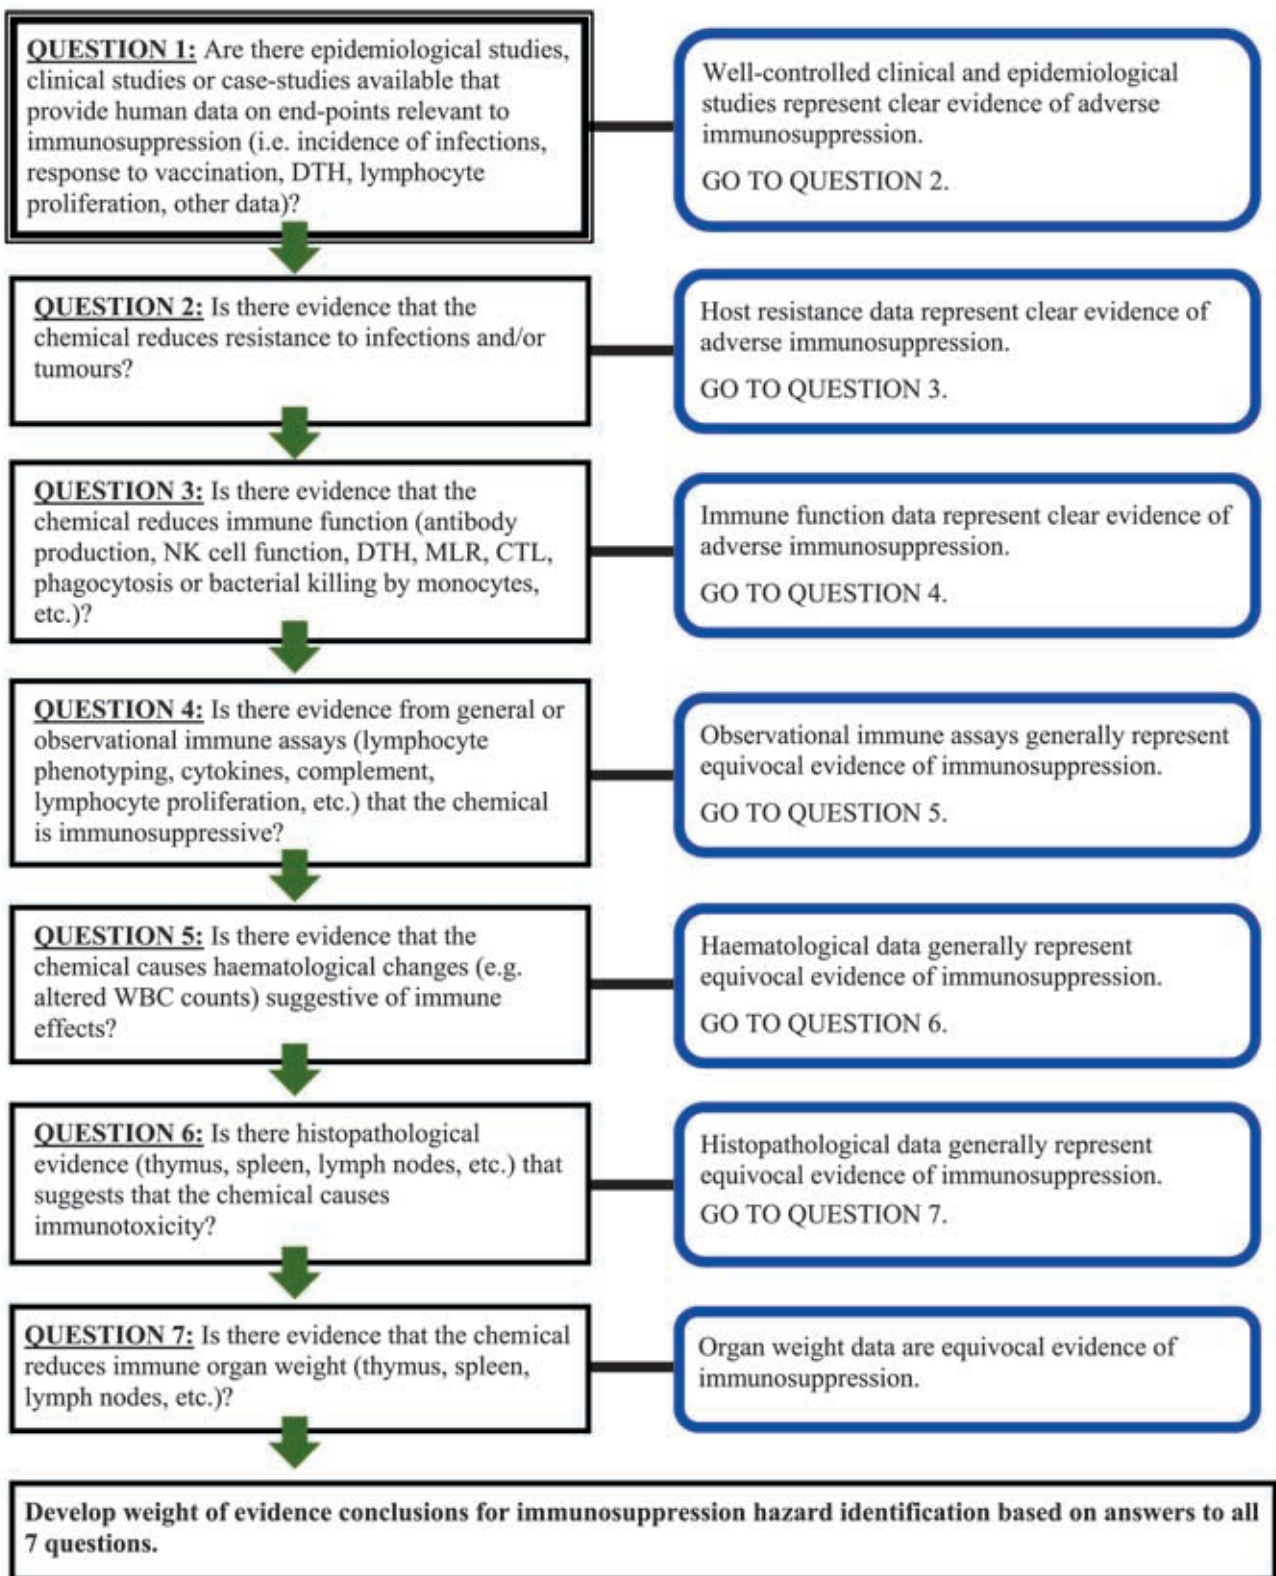 QUESTION 1: Are there epidemiological studies,
clinical studies or case-studies available that
provide human data on end-points relevant to
immunosuppression (i.e. incidence of infections,
response to vaccination, DTH, lymphocyte
proliferation, other data)?
Well-controlled clinical and epidemiological
studies represent clear evidence of adverse
immunosuppression.
GO TO QUESTION 2.
QUESTION 2: Is there evidence that the
chemical reduces resistance to infections and/or
tumours?
Host resistance data represent clear evidence of
adverse immunosuppression.
GO TO QUESTION 3.
QUESTION 3: Is there evidence that the
chemical reduces immune function (antibody
production, NK cell function, DTH, MLR, CTL,
phagocytosis or bacterial killing by monocytes,
etc.)?
Immune function data represent clear evidence of
adverse immunosuppression.
GO TO QUESTION 4.
QUESTION 4: Is there evidence from general or
observational immune assays (lymphocyte
phenotyping, cytokines, complement,
lymphocyte proliferation, etc.) that the chemical
is immunosuppressive?
Observational immune assays generally represent
equivocal evidence of immunosuppression.
GO TO QUESTION 5.
QUESTION 5: Is there evidence that the
chemical causes haematological changes (e.g.
altered WBC counts) suggestive of immune
effects?
Haematological data generally represent
equivocal evidence of immunosuppression.
GO TO QUESTION 6.
QUESTION 6: Is there histopathological
evidence (thymus, spleen, lymph nodes, etc.) that
suggests that the chemical causes
immunotoxicity?
Histopathological data generally represent
equivocal evidence of immunosuppression.
GO TO QUESTION 7.
QUESTION 7: Is there evidence that the chemical
reduces immune organ weight (thymus, spleen,
lymph nodes, etc.)?
Organ weight data are equivocal evidence of
immunosuppression.
Develop weight of evidence conclusions for immunosuppression hazard identification based on answers to all
7 questions.